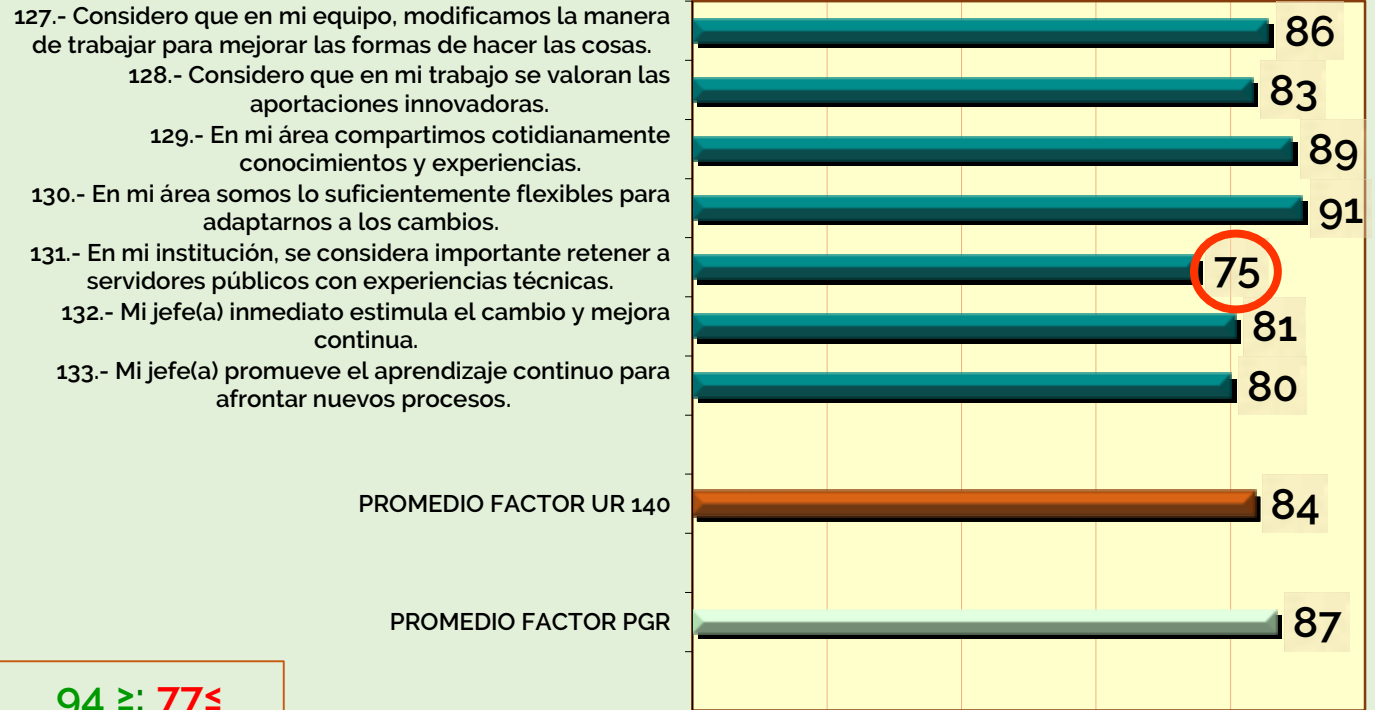 127.- Considero que en mi equipo, modificamos la manera
de trabajar para mejorar las formas de hacer las cosas.
86
128.- Considero que en mi trabajo se valoran las
aportaciones innovadoras.
83
129.- En mi área compartimos cotidianamente
conocimientos y experiencias.
89
130.- En mi área somos lo suficientemente flexibles para
adaptarnos a los cambios.
91
131.- En mi institución, se considera importante retener a
servidores públicos con experiencias técnicas.
75
132.- Mi jefe(a) inmediato estimula el cambio y mejora
continua.
81
133.- Mi jefe(a) promueve el aprendizaje continuo para
afrontar nuevos procesos.
80
PROMEDIO FACTOR UR 140
84
PROMEDIO FACTOR PGR
87
94 ≥; 77≤